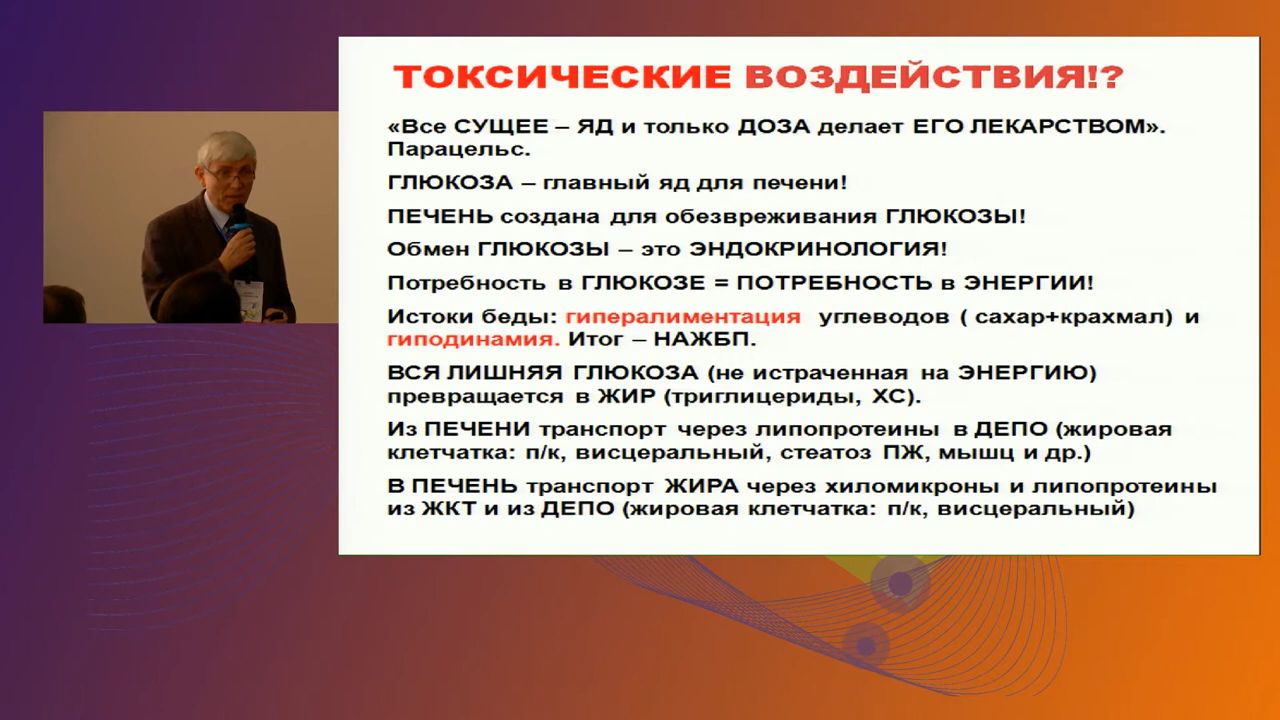 ТОКСИЧЕСКИЕ ВОЗДЕЙСТВИЯ!?
«Все СУЩЕЕ – ЯД и только ДОЗА делает ЕГО ЛЕКАРСТВОМ».
Парацельс.
ГЛЮКОЗА – главный яд для печени!
ПЕЧЕНЬ создана для обезвреживания ГЛЮКОЗЫ!
Обмен ГЛЮКОЗЫ – это ЭНДОКРИНОЛОГИЯ!
Потребность в ГЛЮКОЗЕ = ПОТРЕБНОСТЬ в ЭНЕРГИИ!
Истоки беды: гипералиментация углеводов ( сахар+крахмал) и
гиподинамия. Итог – НАЖБП.
ВСЯ ЛИШНЯЯ ГЛЮКОЗА (не истраченная на ЭНЕРГИЮ)
превращается в ЖИР (триглицериды, ХС).
Из ПЕЧЕНИ транспорт через липопротеины в ДЕПО (жировая
клетчатка: п/к, висцеральный, стеатоз ПЖ, мышц и др.)
В ПЕЧЕНЬ транспорт ЖИРА через хиломикроны и липопротеины
из ЖКТ и из ДЕПО (жировая клетчатка: п/к, висцеральный)